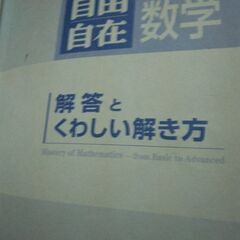 自由
自在
数学
解答と
くわしい解き方
Mastery of Mathematics—from Basic to Advanced